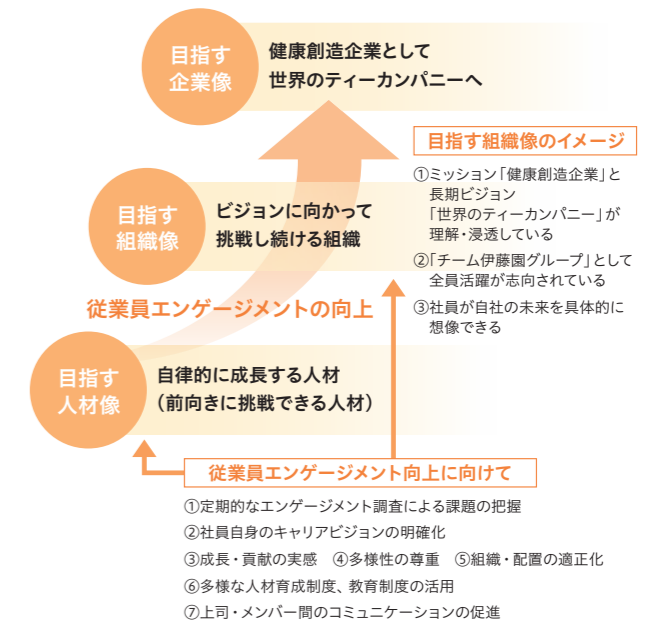 目指す
企業像
健康創造企業として
世界のティーカンパニーへ
目指す組織像のイメージ
①ミッション「健康創造企業」と
長期ビジョン
「世界のティーカンパニー」が
理解・浸透している
②「チーム伊藤園グループ」として
全員活躍が志向されている
③社員が自社の未来を具体的に
想像できる
目指す
組織像
ビジョンに向かって
挑戦し続ける組織
従業員エンゲージメントの向上
目指す
人材像
自律的に成長する人材
（前向きに挑戦できる人材）
従業員エンゲージメント向上に向けて
①定期的なエンゲージメント調査による課題の把握
②社員自身のキャリアビジョンの明確化
③成長・貢献の実感　④多様性の尊重　⑤組織・配置の適正化
⑥多様な人材育成制度、教育制度の活用
⑦上司・メンバー間のコミュニケーションの促進